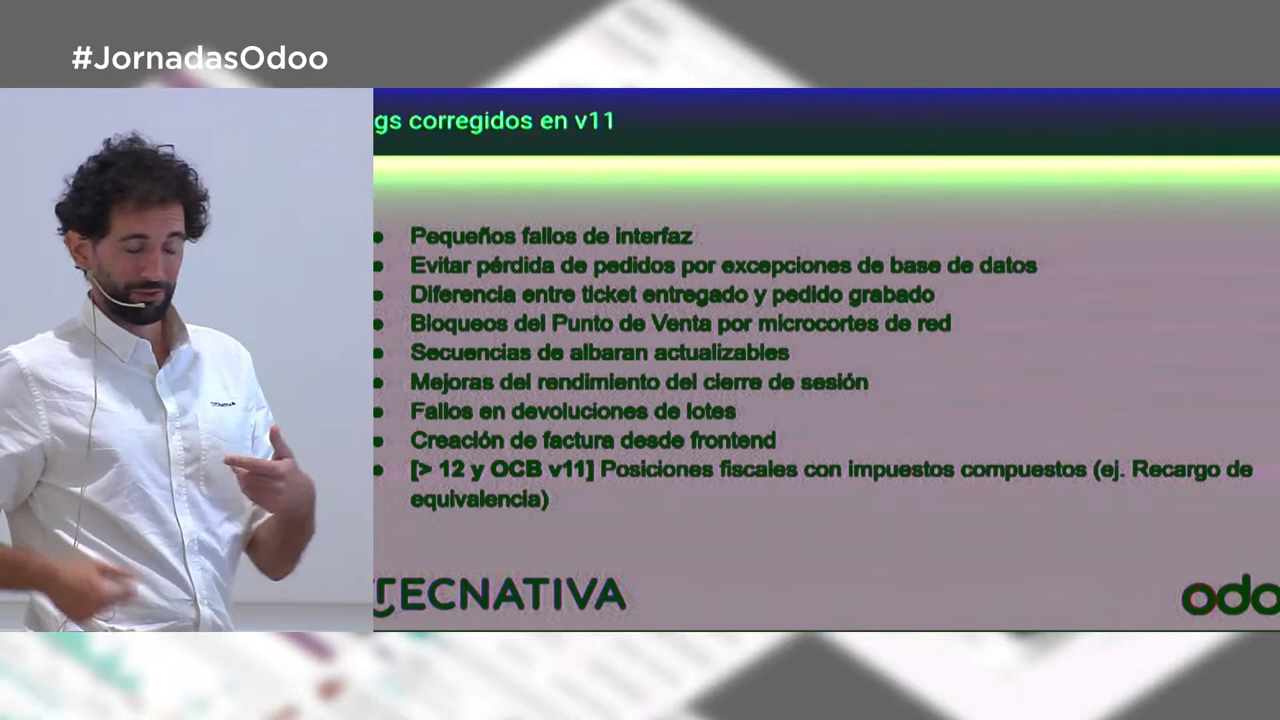 #JornadasOdoo
gs corregidos en v11
Pequeños fallos de interfaz
Evitar pérdida de pedidos por excepciones de base de datos
Diferencia entre ticket entregado y pedido grabado
Bloqueos del Punto de Venta por microcortes de red
Secuencias de albaran actualizables
Mejoras del rendimiento del cierre de sesión
Fallos en devoluciones de lotes
Creación de factura desde frontend
[> 12 y OCB v11] Posiciones fiscales con impuestos compuestos (ej. Recargo de
equivalencia)
TECNATIVA
TECNATIVA odo